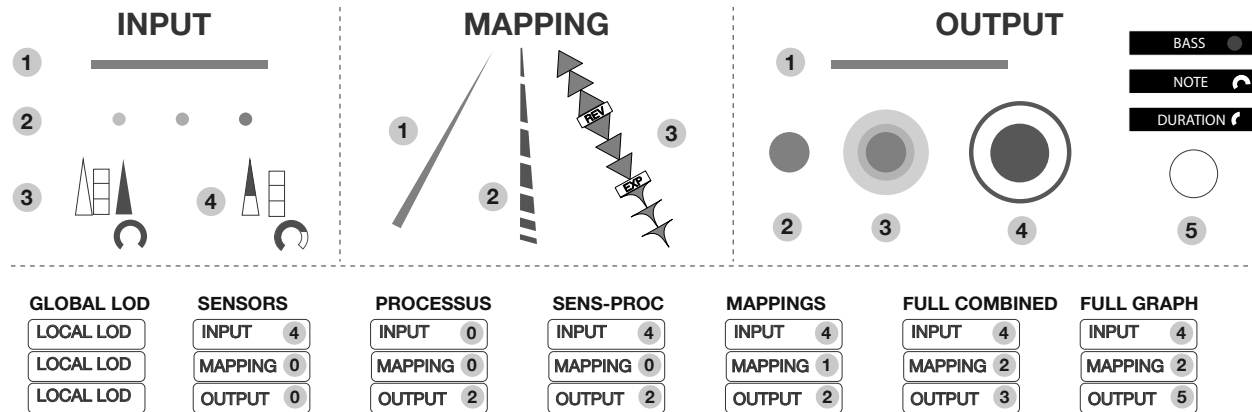 INPUT
1
2
3
4
MAPPING
1
2
3
REV
EXP
OUTPUT
1
2
3
4
5
BASS
NOTE
DURATION
GLOBAL LOD
LOCAL LOD
LOCAL LOD
LOCAL LOD
SENSORS
INPUT 4
MAPPING 0
OUTPUT 0
PROCESSUS
INPUT 0
MAPPING 0
OUTPUT 2
SENS-PROC
INPUT 4
MAPPING 0
OUTPUT 2
MAPPINGS
INPUT 4
MAPPING 1
OUTPUT 2
FULL COMBINED
INPUT 4
MAPPING 2
OUTPUT 3
FULL GRAPH
INPUT 4
MAPPING 2
OUTPUT 5